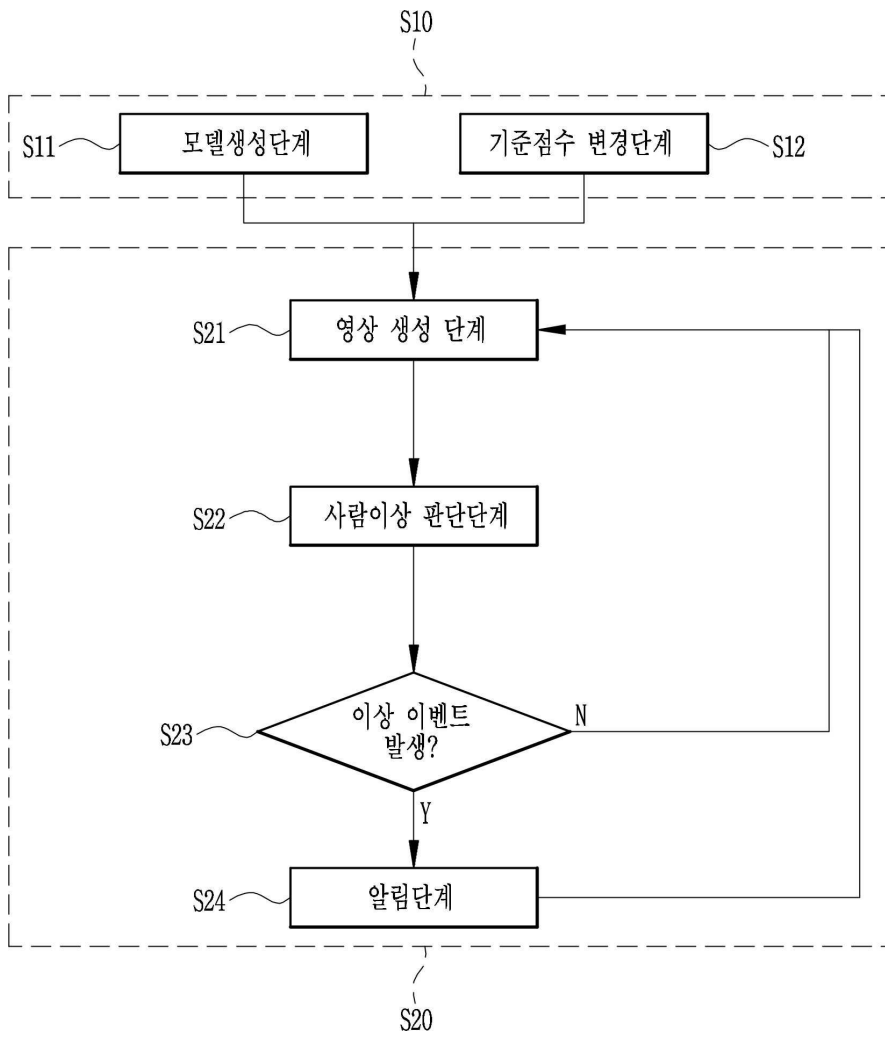 S10
S11
모델생성단계
기준점수 변경단계
S12
S21
영상 생성 단계
S22
사람이상 판단단계
S23
이상 이벤트
발생?
N
Y
S24
알림단계
S20